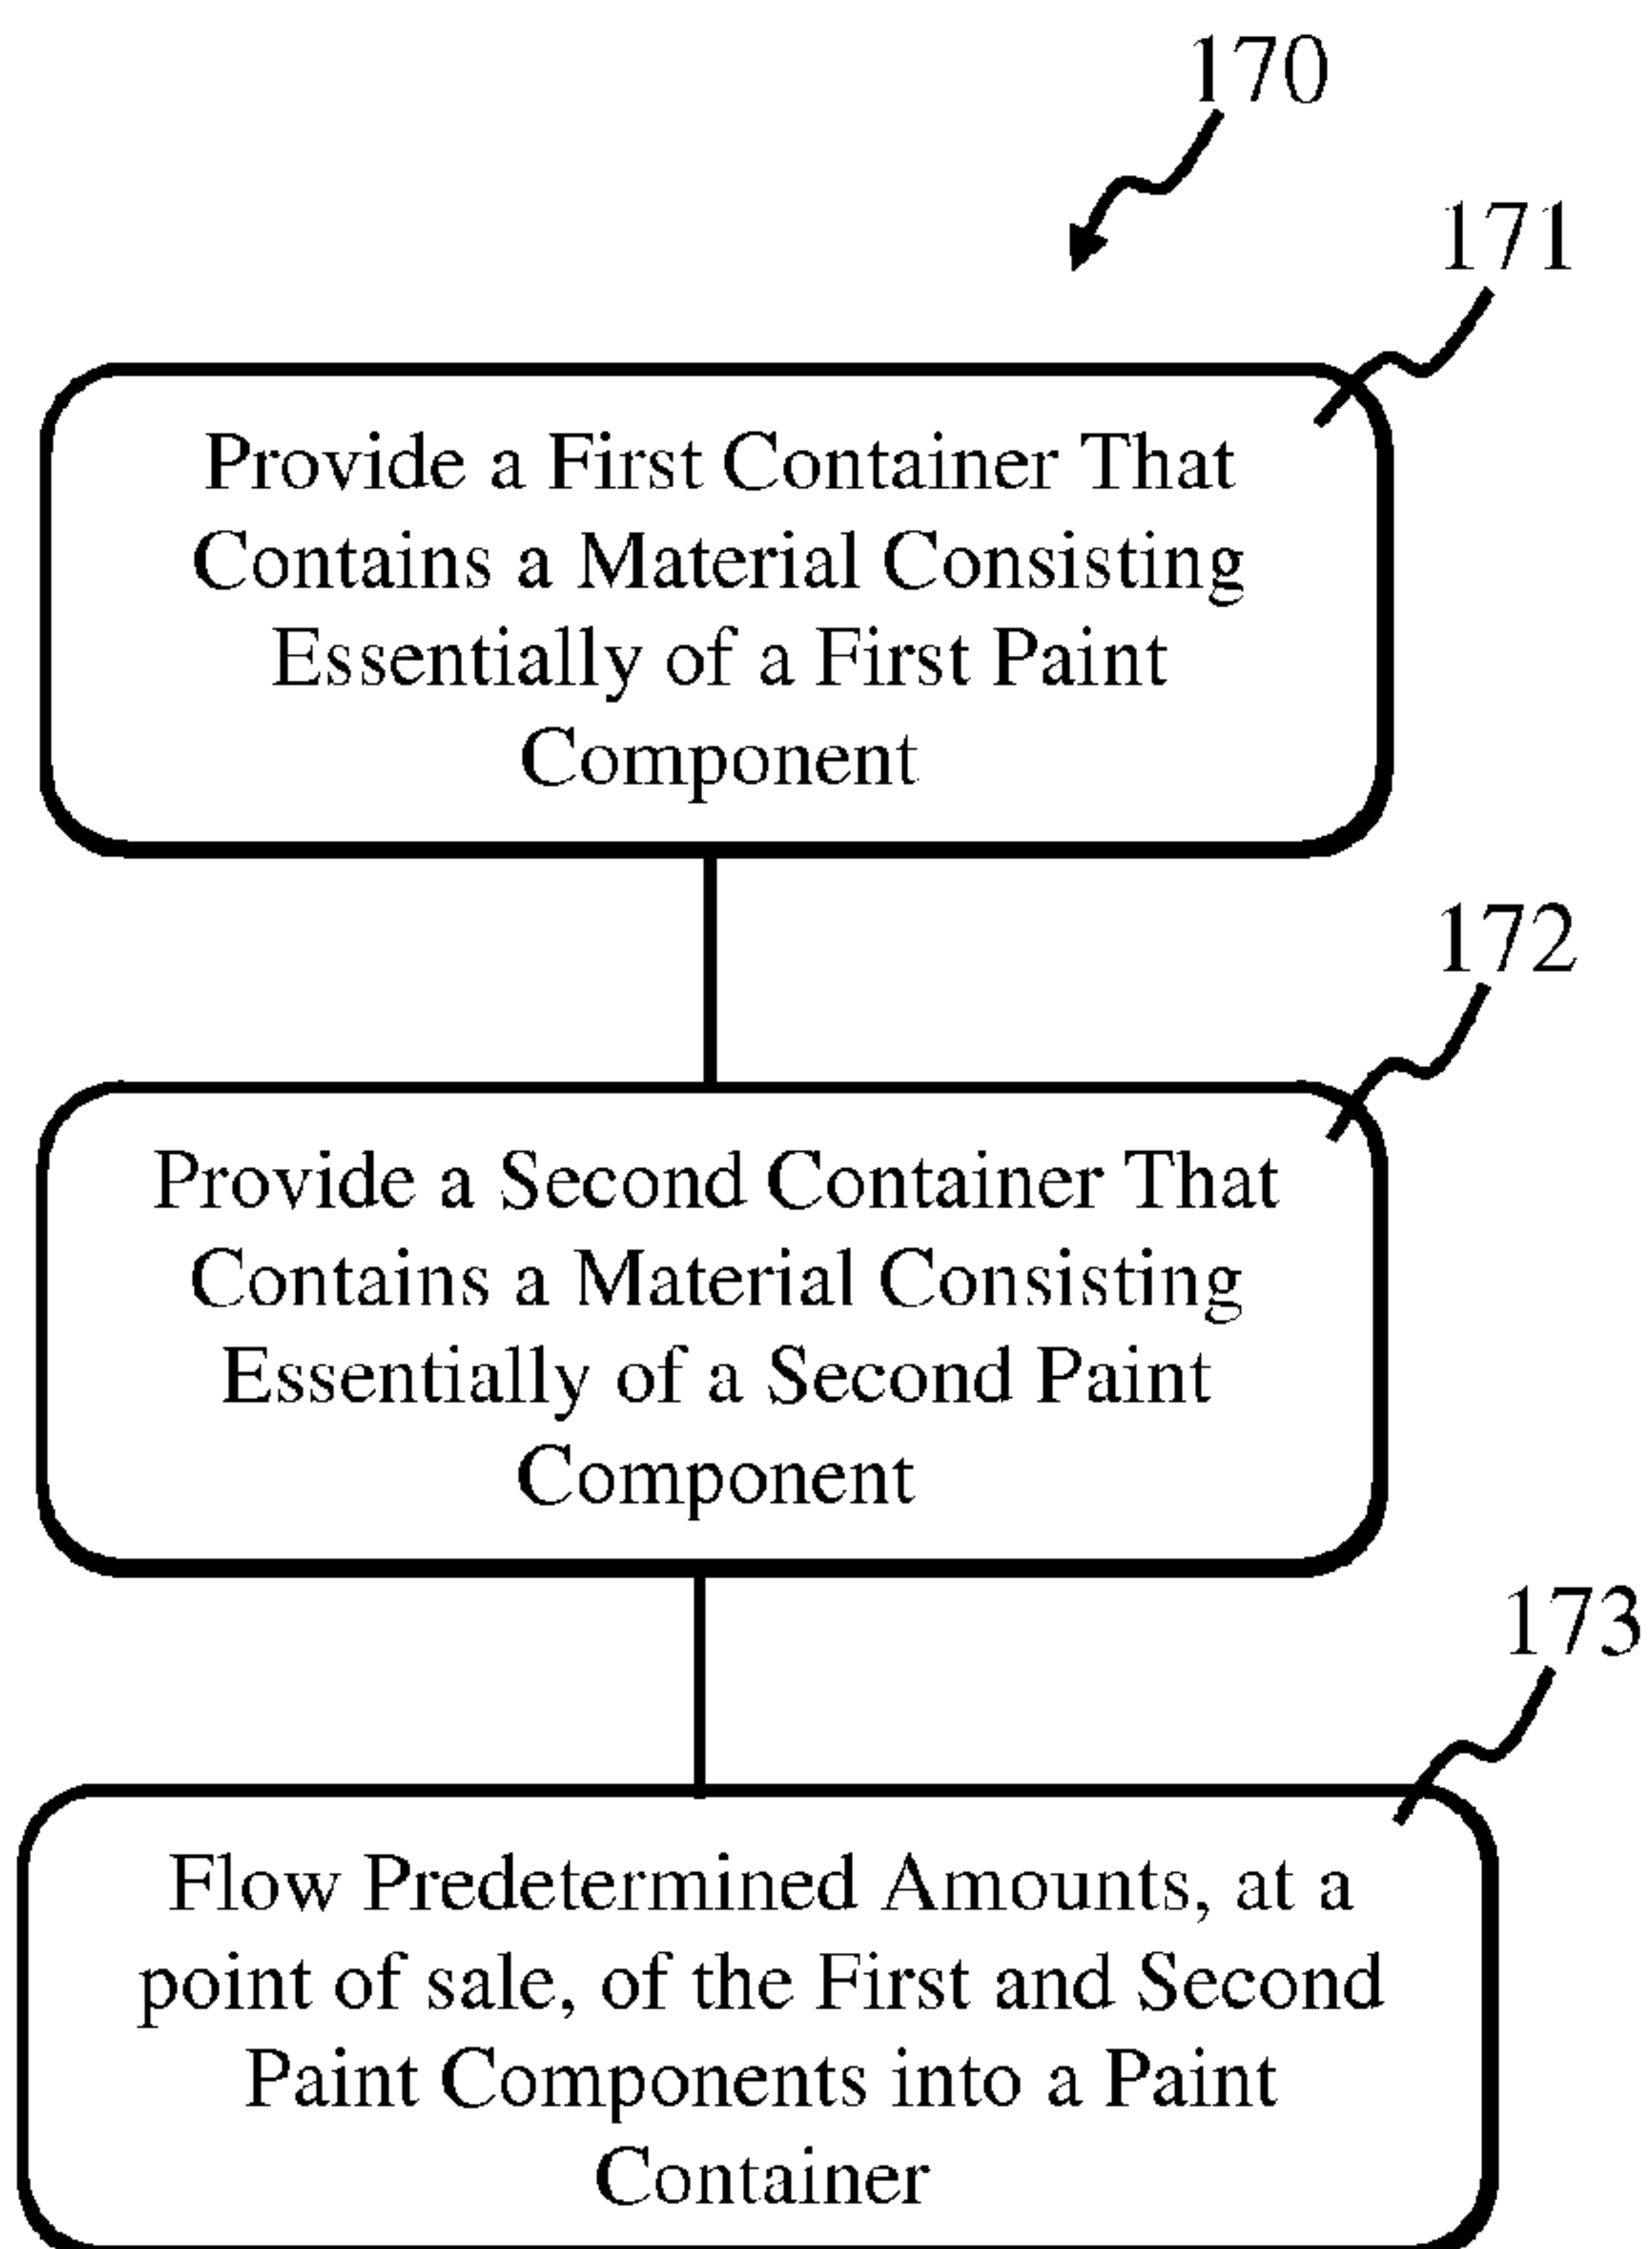 170
171
Provide a First Container That
Contains a Material Consisting
Essentially of a First Paint
Component
172
Provide a Second Container That
Contains a Material Consisting
Essentially of a Second Paint
Component
173
Flow Predetermined Amounts, at a
point of sale, of the First and Second
Paint Components into a Paint
Container